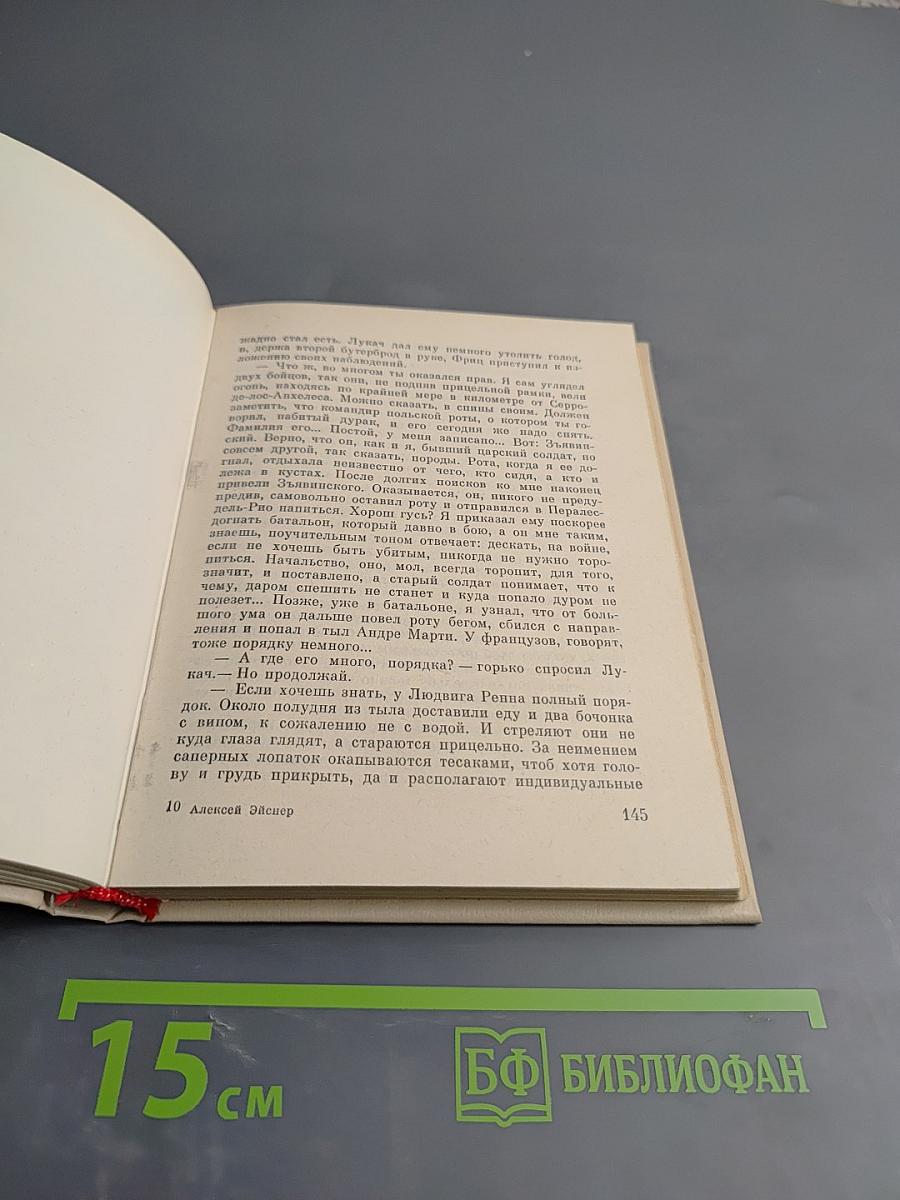 жадно стал есть. Лукач дал ему немного утолить голод,
и, держа второй бутерброд в руке, Фриц приступил к из-
ложению своих наблюдений.
— Что ж, во многом ты оказался прав. Я сам углядел
двух бойцов, так они, не подняв прицельной рамки, вели
огонь, находясь по крайней мере в километре от Серро-
де-лос-Анхелеса. Можно сказать, в спины своим. Должен
заметить, что командир польской роты, о котором ты го-
ворил, набитый дурак, и его сегодня же надо снять.
Фамилия его... Постой, у меня записано... Вот: Зъявин-
ский. Верно, что он, как и я, бывший царский солдат, но
совсем другой, так сказать, породы. Рота, когда я ее до-
гнал, отдыхала неизвестно от чего, кто сидя, а кто и
лежа в кустах. После долгих поисков ко мне наконец
привели Зъявинского. Оказывается, он, никого не преду-
предив, самовольно оставил роту и отправился в Пералес-
дель-Рио напиться. Хорош гусь? Я приказал ему поскорее
догнать батальон, который давно в бою, а он мне таким,
знаешь, поучительным тоном отвечает: дескать, на войне,
если не хочешь быть убитым, никогда не нужно торо-
питься. Начальство, оно, мол, всегда торопит, для того,
значит, и поставлено, а старый солдат понимает, что к
чему, даром спешить не станет и куда попало дуром не
полезет... Позже, уже в батальоне, я узнал, что от боль-
шого ума он дальше повел роту бегом, сбился с направ-
ления и попал в тыл Андре Марти. У французов, говорят,
тоже порядку немного...
— А где его много, порядка? — горько спросил Лу-
кач.— Но продолжай.
— Если хочешь знать, у Людвига Ренна полный поря-
док. Около полудня из тыла доставили еду и два бочонка
с вином, к сожалению не с водой. И стреляют они не
куда глаза глядят, а стараются прицельно. За неимением
саперных лопаток окапываются тесаками, чтоб хотя голо-
ву и грудь прикрыть, да и располагают индивидуальные
10 Алексей Эйснер 145
15 см
БФ БИБЛИОФАН